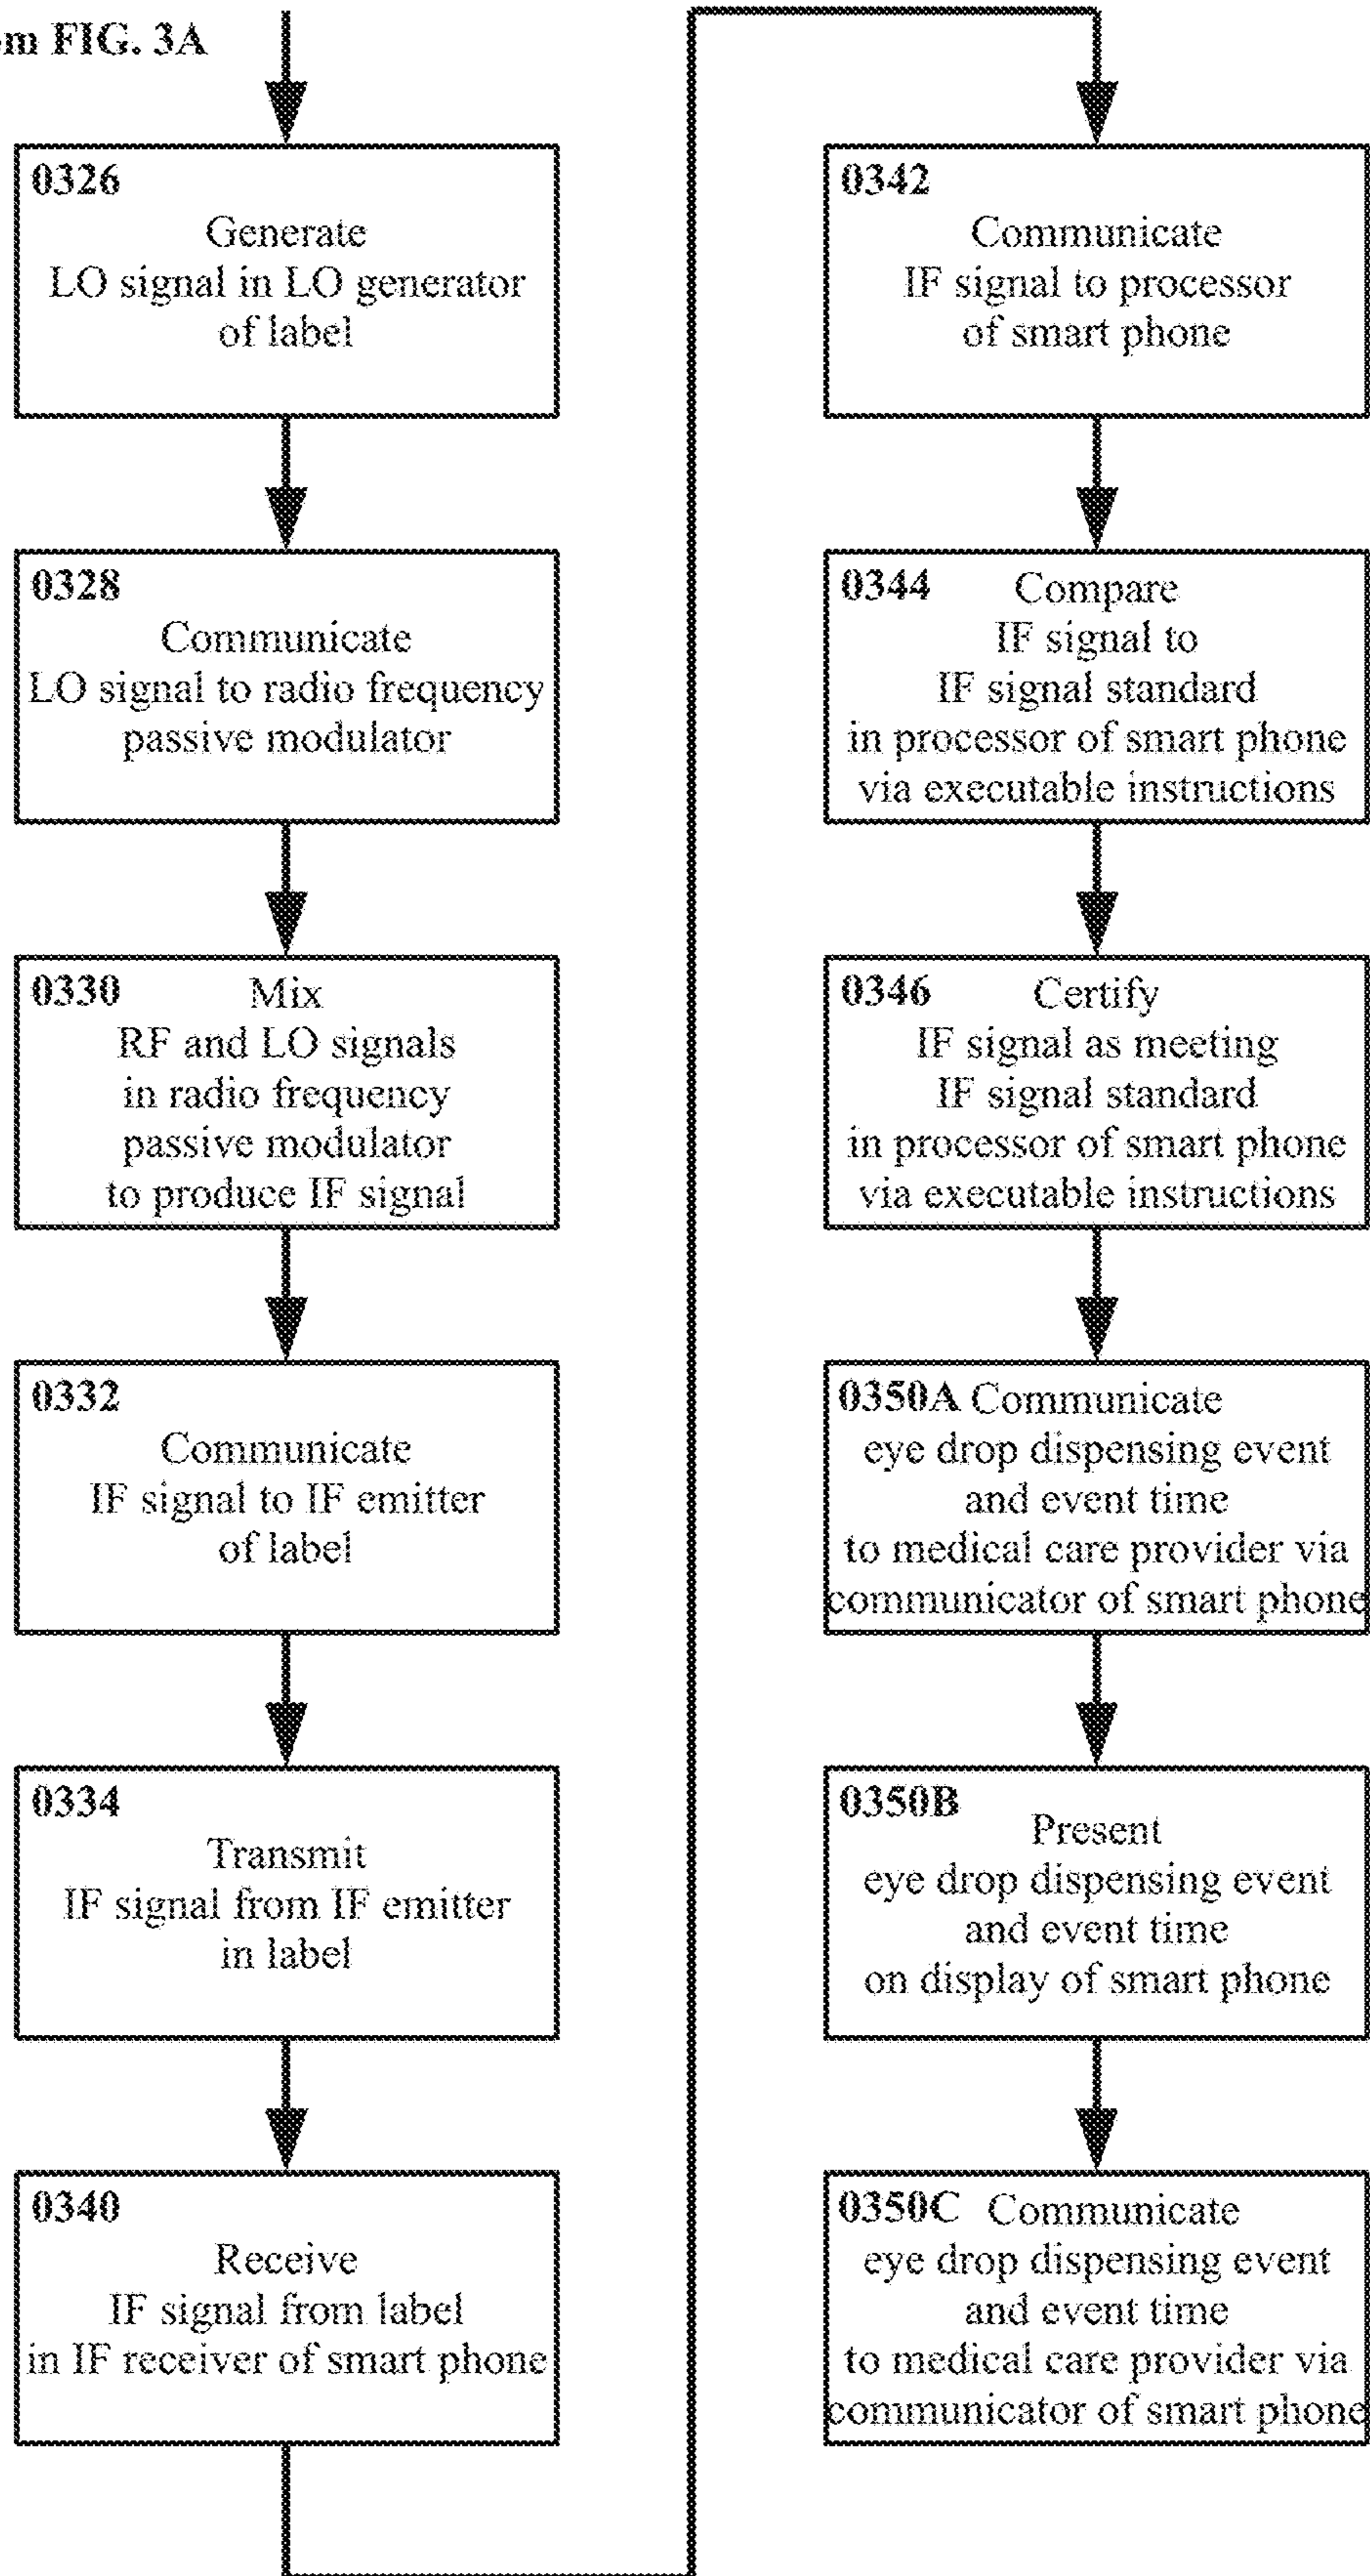 m FIG. 3A
0326
Generate
LO signal in LO generator
of label
0328
Communicate
LO signal to radio frequency
passive modulator
0330 Mix
RF and LO signals
in radio frequency
passive modulator
to produce IF signal
0332
Communicate
IF signal to IF emitter
of label
0334
Transmit
IF signal from IF emitter
in label
0340
Receive
IF signal from label
in IF receiver of smart phone
0342
Communicate
IF signal to processor
of smart phone
0344 Compare
IF signal to
IF signal standard
in processor of smart phone
via executable instructions
0346 Certify
IF signal as meeting
IF signal standard
in processor of smart phone
via executable instructions
0350A Communicate
eye drop dispensing event
and event time
to medical care provider via
communicator of smart phone
0350B
Present
eye drop dispensing event
and event time
on display of smart phone
0350C Communicate
eye drop dispensing event
and event time
to medical care provider via
communicator of smart phone